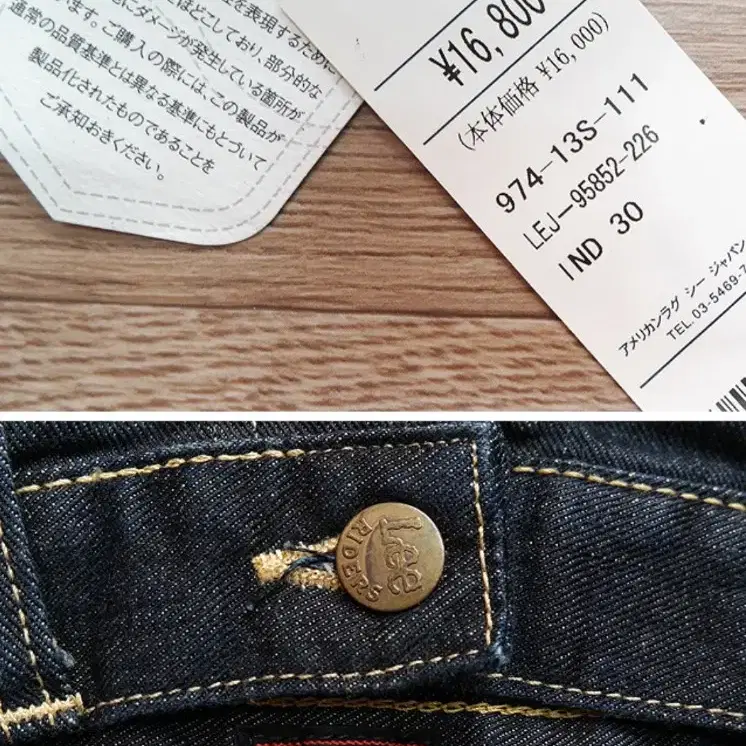 を表現するために
ほどこしており、部分的な
にダメージが発生している箇所が
ます。ご購入の際には、この製品が
通常の品質基準とは異なる基準にもとづいて
製品化されたものであることを
ご承知おきください。
¥16,800
(本体価格 ¥16,000)
974-13S-111
LEJ-95852-226
IND 30
アメリカンラグ シー ジャパン
TEL.03-5469-7
Lee
RIDERS